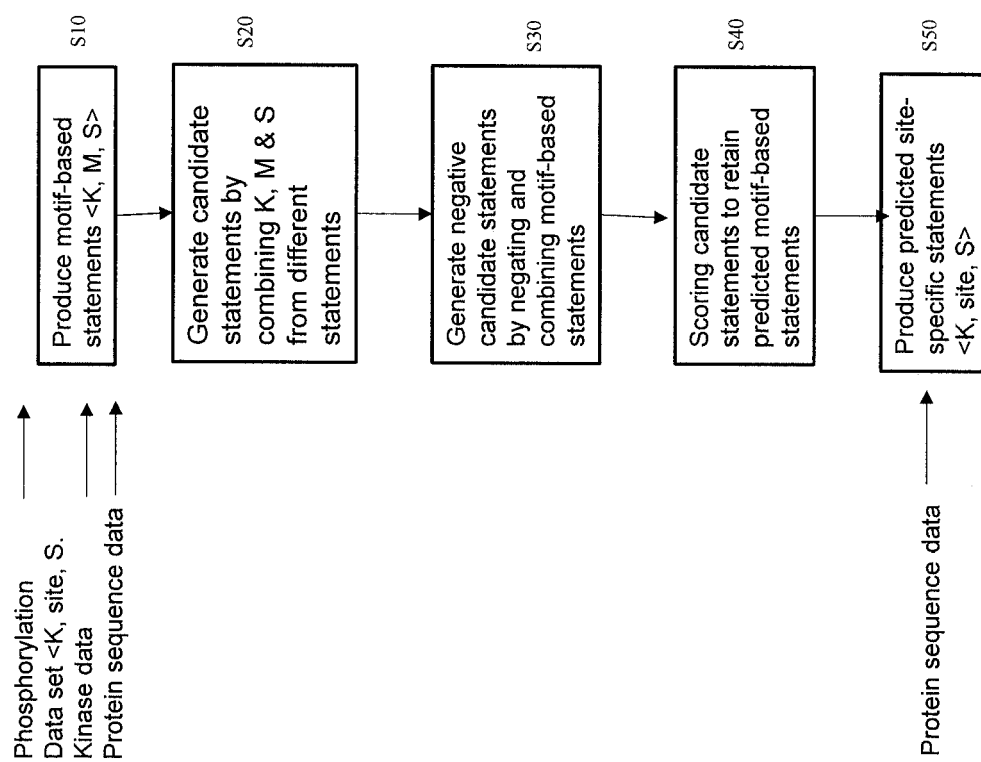 Phosphorylation
Data set <K, site, S.
Kinase data
Protein sequence data
Produce motif-based
statements <K, M, S>
S10
Generate candidate
statements by
combining K, M & S
from different
statements
S20
Generate negative
candidate statements
by negating and
combining motif-based
statements
S30
Scoring candidate
statements to retain
predicted motif-based
statements
S40
Protein sequence data
Produce predicted site-
specific statements
<K, site, S>
S50